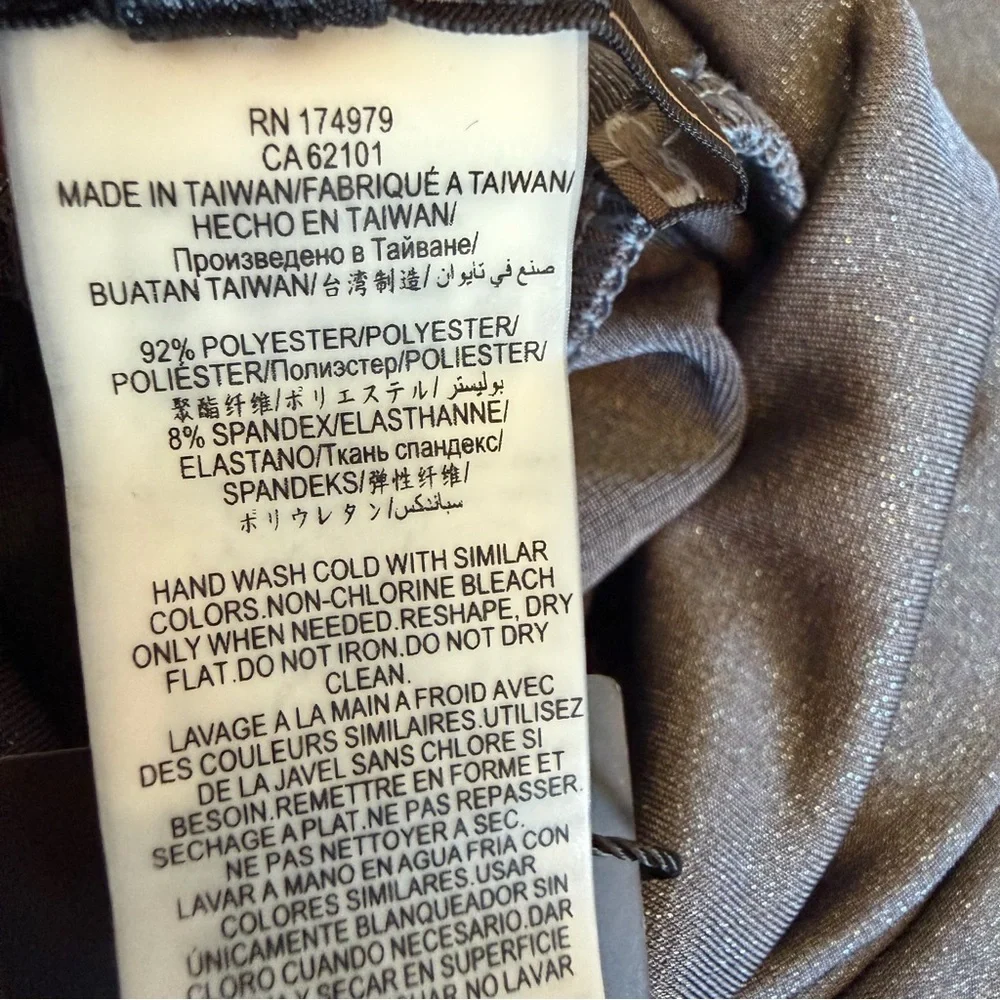 RN 174979
CA 62101
MADE IN TAIWAN/FABRIQUÉ A TAIWAN/
HECHO EN TAIWAN/
Произведено в Тайване/
BUATAN TAIWAN/台湾制造/صنع في تايوان
92% POLYESTER/POLYESTER/
POLIÉSTER/Полиэстер/POLIESTER/
聚酯纤维/ポリエステル/بوليستر
8% SPANDEX/ELASTHANNE/
ELASTANO/Ткань спандекс/
SPANDEKS/弹性纤维/
ポリウレタン/سباندكس
HAND WASH COLD WITH SIMILAR
COLORS.NON-CHLORINE BLEACH
ONLY WHEN NEEDED.RESHAPE, DRY
FLAT.DO NOT IRON.DO NOT DRY
CLEAN.
LAVAGE A LA MAIN A FROID AVEC
DES COULEURS SIMILAIRES.UTILISEZ
DE LA JAVEL SANS CHLORE SI
BESOIN.REMETTRE EN FORME ET
SECHAGE A PLAT.NE PAS REPASSER.
NE PAS NETTOYER A SEC.
LAVAR A MANO EN AGUA FRIA CON
COLORES SIMILARES.USAR
ÚNICAMENTE BLANQUEADOR SIN
CLORO CUANDO NECESARIO.DAR
Y SECAR EN SUPERFICIE
NO LAVAR